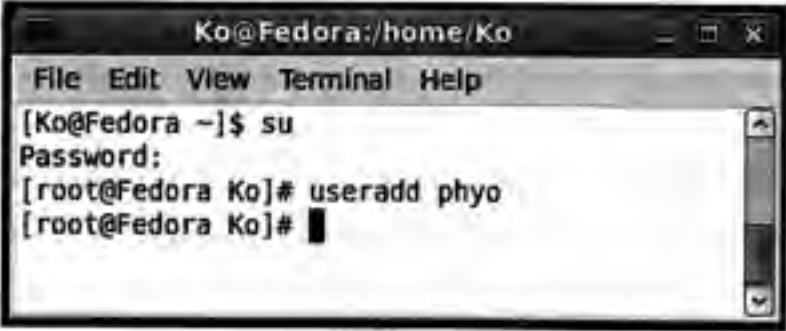 Ko@Fedora:/home/Ko
File Edit View Terminal Help
[Ko@Fedora ~]$ su
Password:
[root@Fedora Ko]# useradd phyo
[root@Fedora Ko]#